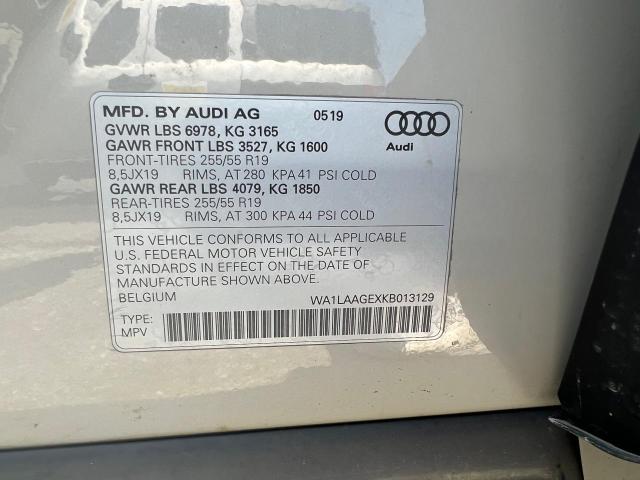 MFD. BY AUDI AG 0519
GVWR LBS 6978, KG 3165
GAWR FRONT LBS 3527, KG 1600
FRONT-TIRES 255/55 R19
8,5JX19 RIMS, AT 280 KPA 41 PSI COLD
GAWR REAR LBS 4079, KG 1850
REAR-TIRES 255/55 R19
8,5JX19 RIMS, AT 300 KPA 44 PSI COLD
Audi
THIS VEHICLE CONFORMS TO ALL APPLICABLE
U.S. FEDERAL MOTOR VEHICLE SAFETY
STANDARDS IN EFFECT ON THE DATE OF
MANUFACTURE SHOWN ABOVE.
BELGIUM WA1LAAGEXKB013129
TYPE:
MPV